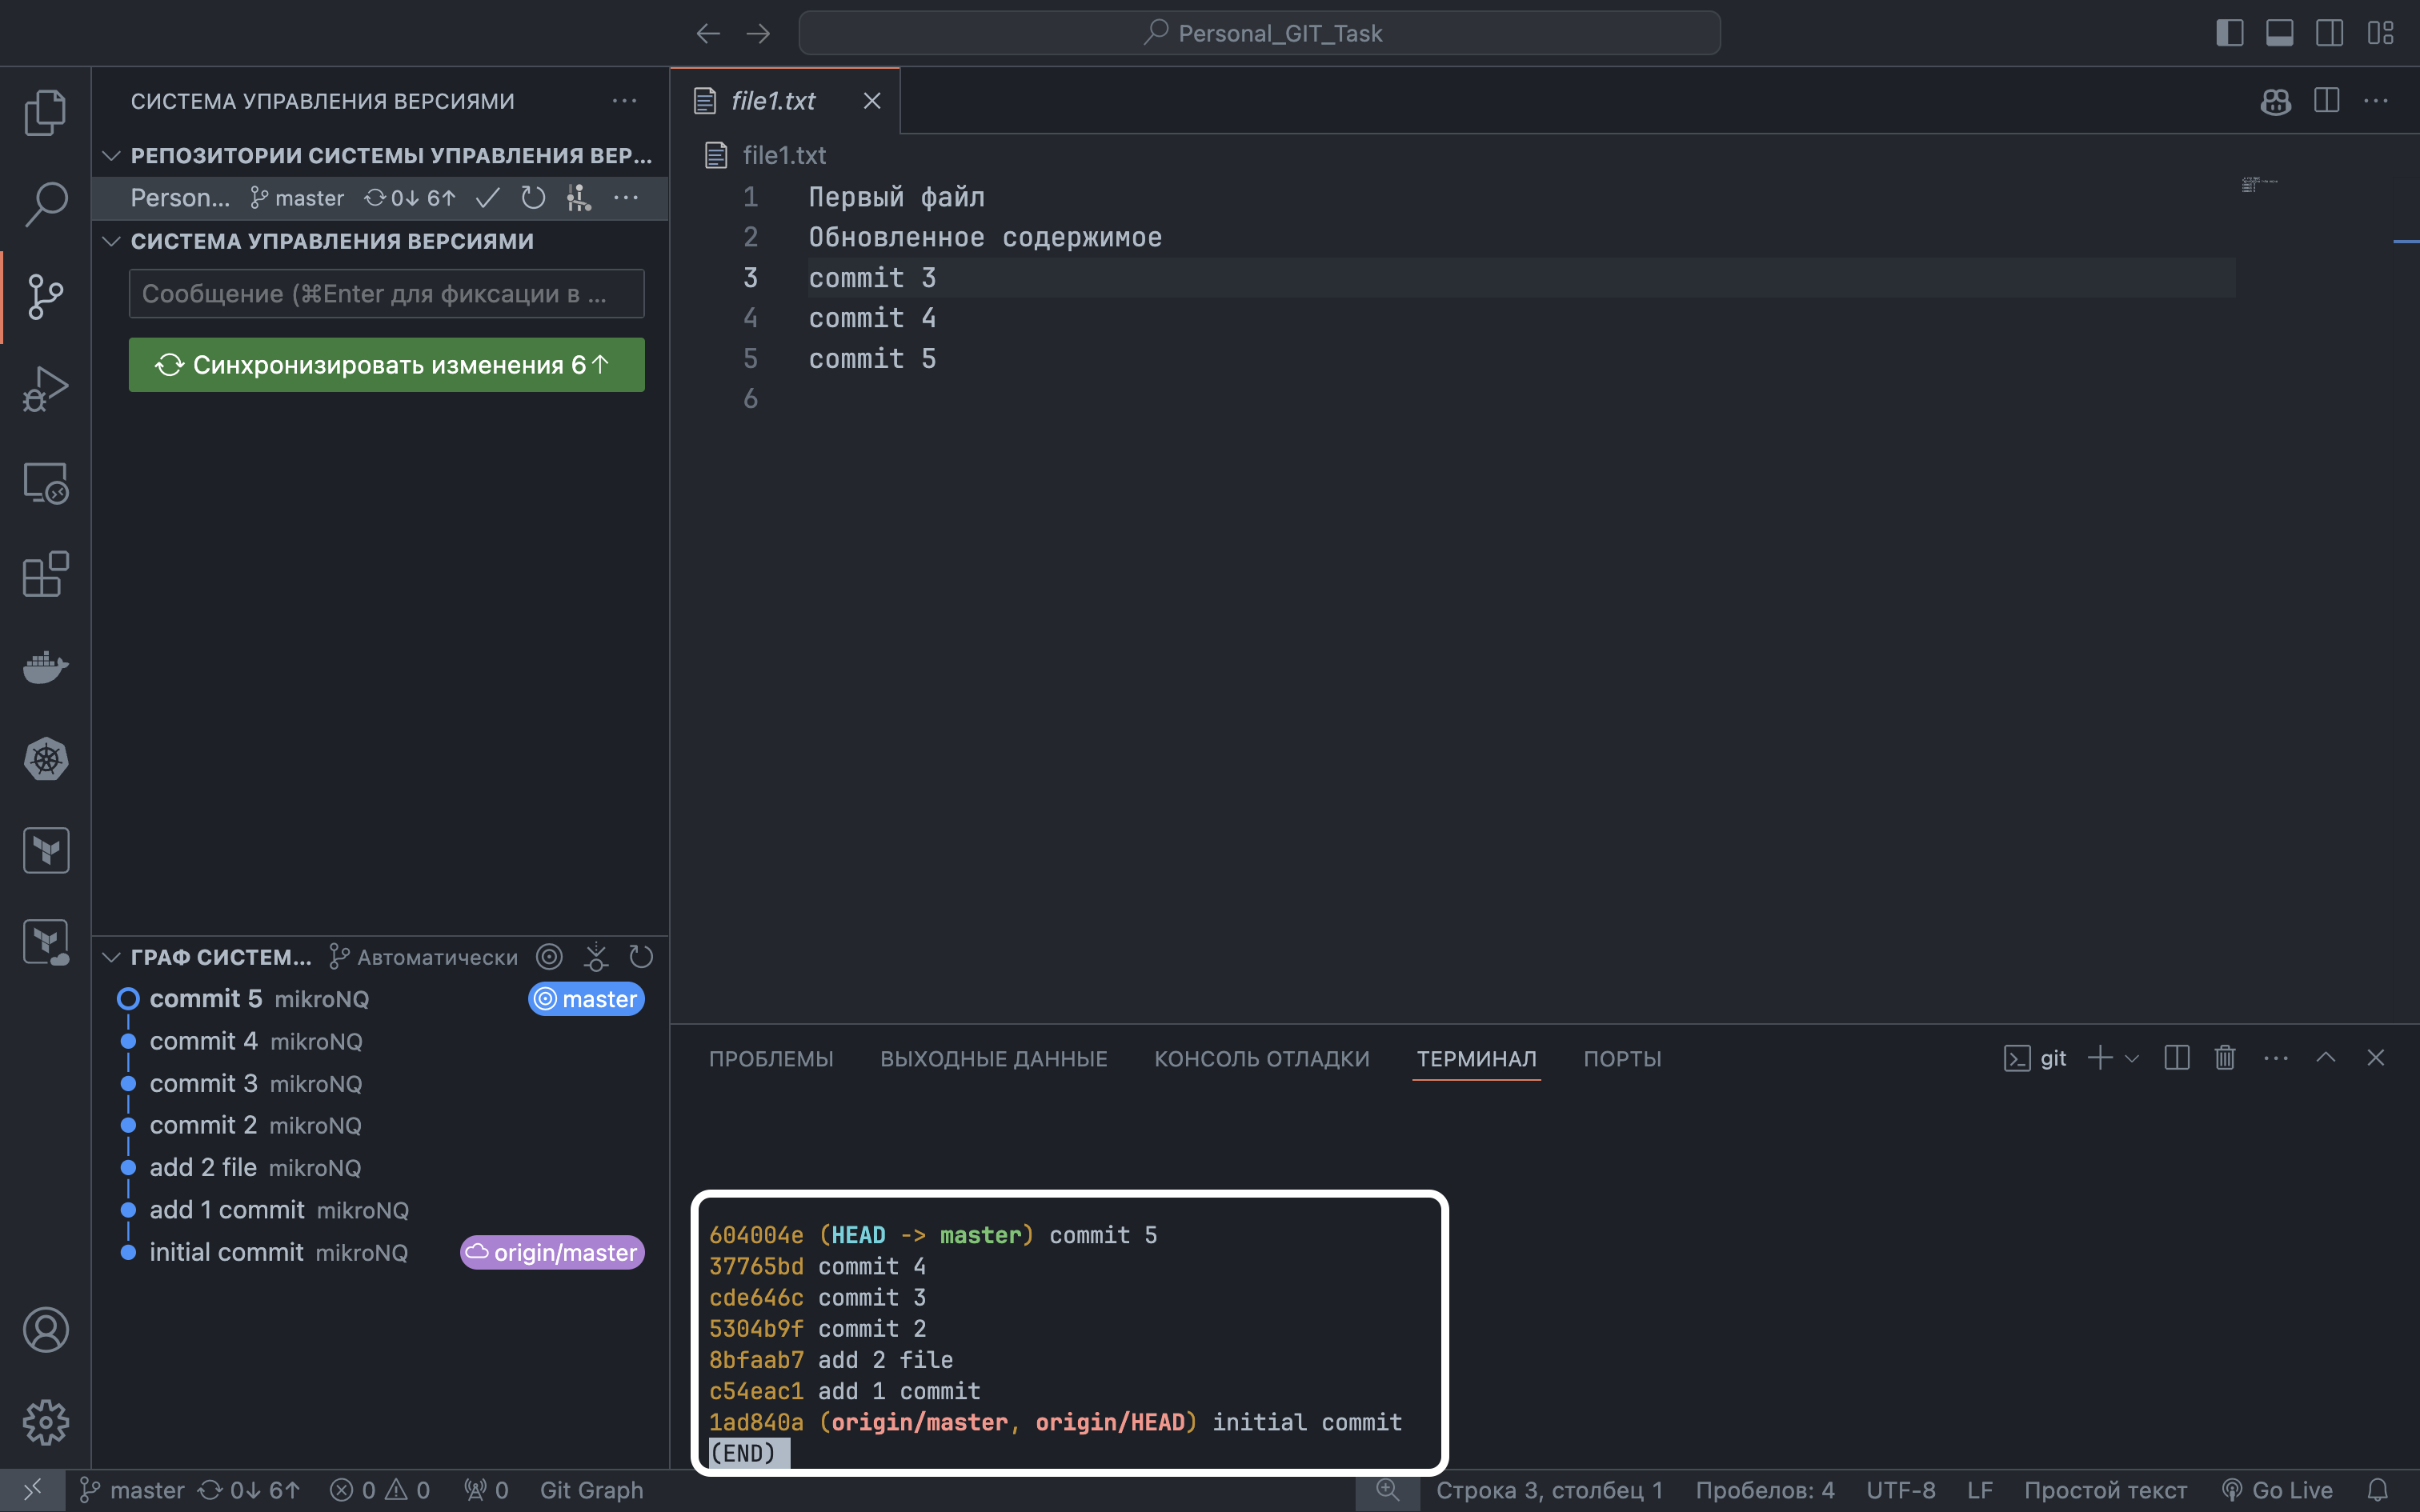 Personal_GIT_Task
СИСТЕМА УПРАВЛЕНИЯ ВЕРСИЯМИ
РЕПОЗИТОРИИ СИСТЕМЫ УПРАВЛЕНИЯ ВЕР...
Person... master 0↓ 6↑
СИСТЕМА УПРАВЛЕНИЯ ВЕРСИЯМИ
Сообщение (⌘Enter для фиксации в ...
Синхронизировать изменения 6↑
ГРАФ СИСТЕМ... Автоматически
commit 5 mikroNQ master
commit 4 mikroNQ
commit 3 mikroNQ
commit 2 mikroNQ
add 2 file mikroNQ
add 1 commit mikroNQ
initial commit mikroNQ origin/master
file1.txt
file1.txt
1 Первый файл
2 Обновленное содержимое
3 commit 3
4 commit 4
5 commit 5
6
ПРОБЛЕМЫ ВЫХОДНЫЕ ДАННЫЕ КОНСОЛЬ ОТЛАДКИ ТЕРМИНАЛ ПОРТЫ git
604004e (HEAD -> master) commit 5
37765bd commit 4
cde646c commit 3
5304b9f commit 2
8bfaab7 add 2 file
c54eac1 add 1 commit
1ad840a (origin/master, origin/HEAD) initial commit
(END)
master 0↓ 6↑ 0 0 0 Git Graph Строка 3, столбец 1 Пробелов: 4 UTF-8 LF Простой текст Go Live